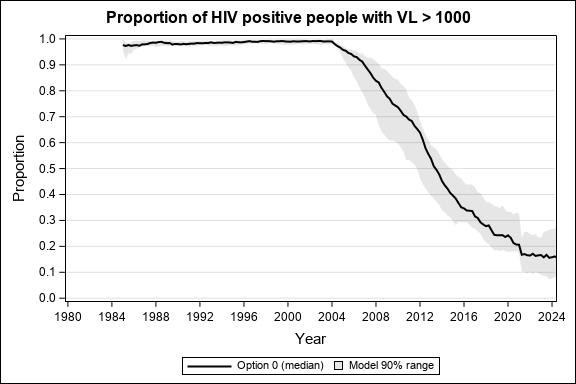 Proportion of HIV positive people with VL > 1000
1.0
0.9
0.8
0.7
0.6
0.5
0.4
0.3
0.2
0.1
0.0
Proportion
1980 1984 1988 1992 1996 2000 2004 2008 2012 2016 2020 2024
Year
Option 0 (median) Model 90% range